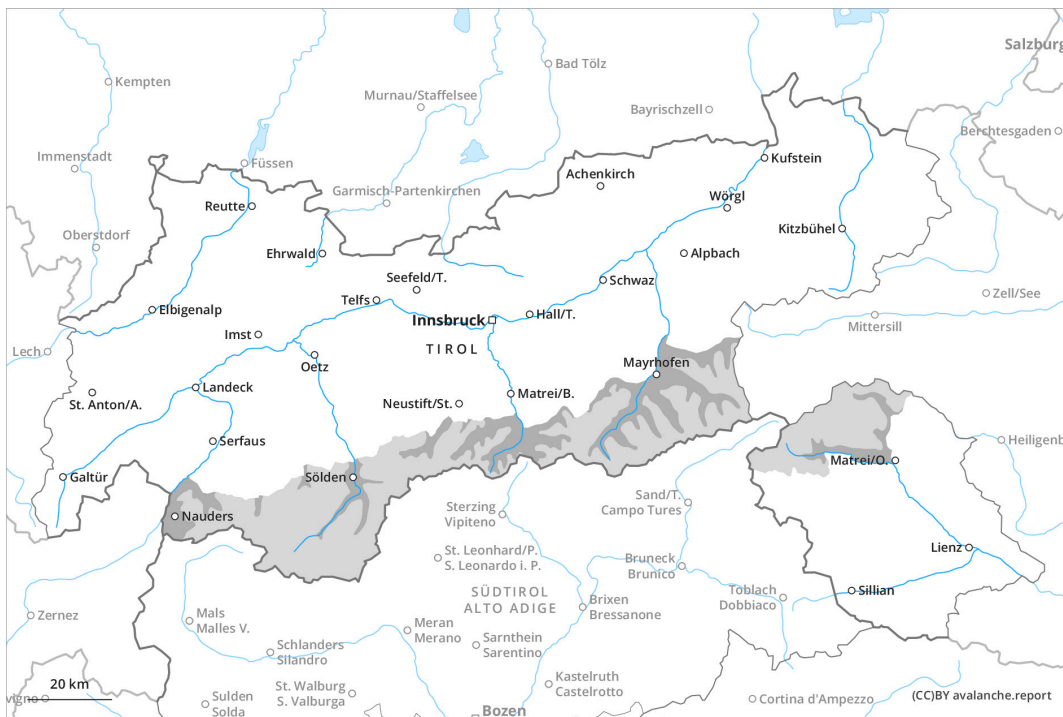 Salzburg
Kempten
Bad Tölz
Murnau/Staffelsee
Bayrischzell
Berchtesgaden
Immenstadt
Füssen
Kufstein
Achenkirch
Garmisch-Partenkirchen
Wörgl
Reutte
Oberstdorf
Kitzbühel
Ehrwald
Alpbach
Seefeld/T.
Schwaz
Zell/See
Telfs
Elbigenalp
Innsbruck
Hall/T.
Mittersill
Imst
TIROL
Lech
Oetz
Mayrhofen
Landeck
St. Anton/A.
Neustift/St.
Matrei/B.
Serfaus
Heiligenb
Matrei/O.
Galtür
Sölden
Sand/T.
Campo Tures
Sterzing
Vipiteno
Nauders
Lienz
St. Leonhard/P.
S. Leonardo i. P.
Bruneck
Brunico
SÜDTIROL
ALTO ADIGE
Toblach
Dobbiaco
Sillian
Brixen
Bressanone
Zernez
Mals
Malles V.
Meran
Merano
Sarnthein
Sarentino
Schlanders
Silandro
Kastelruth
Castelrotto
20 km
St. Walburg
S. Valburga
vigno
Sulden
Solda
Cortina d'Ampezzo
(CC)BY avalanche.report
Bozen